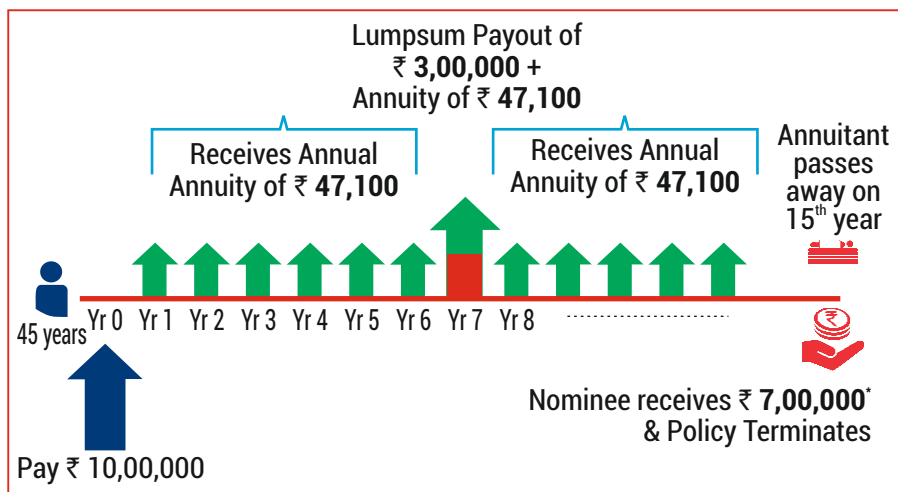 Lumpsum Payout of
₹ 3,00,000 +
Annuity of ₹ 47,100
Receives Annual
Annuity of ₹ 47,100
Receives Annual
Annuity of ₹ 47,100
Annuitant
passes
away on
15th year
45 years
Yr 0 Yr 1 Yr 2 Yr 3 Yr 4 Yr 5 Yr 6 Yr 7 Yr 8
₹
Pay ₹ 10,00,000
Nominee receives ₹ 7,00,000*
& Policy Terminates